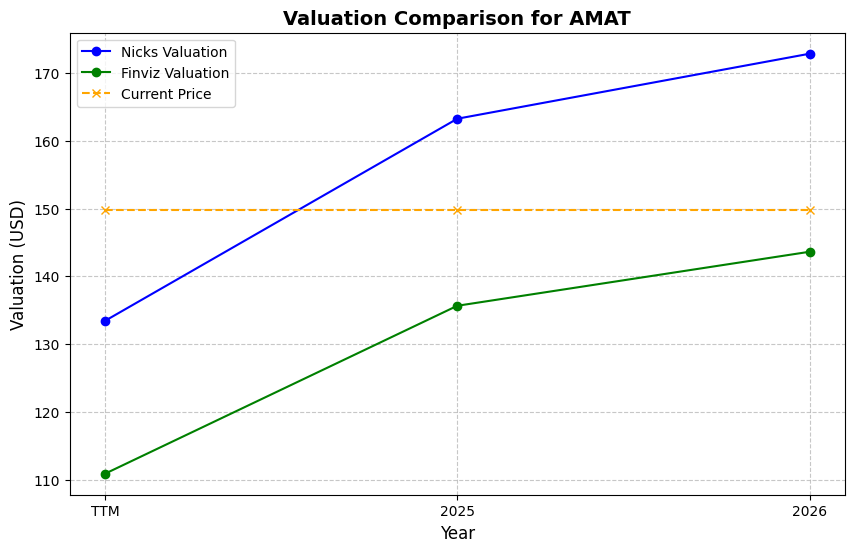 Valuation Comparison for AMAT
Nicks Valuation
Finviz Valuation
Current Price
Valuation (USD)
170
160
150
140
130
120
110
TTM
2025
2026
Year